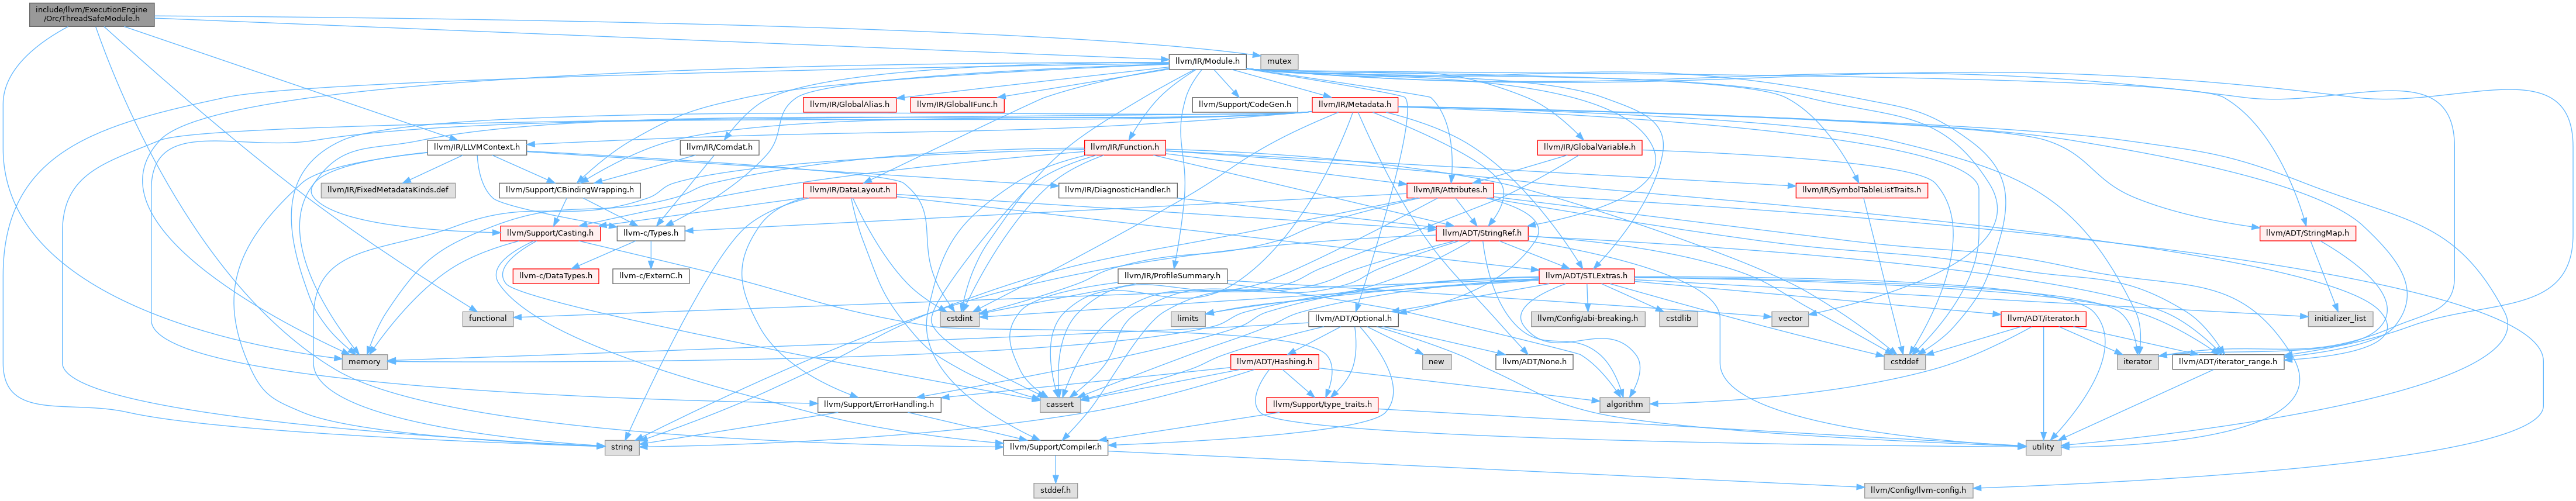 include/llvm/ExecutionEngine
/Orc/ThreadSafeModule.h
llvm/IR/Module.h
mutex
llvm/IR/GlobalAlias.h
llvm/IR/GlobalIFunc.h
llvm/Support/CodeGen.h
llvm/IR/Metadata.h
llvm/IR/LLVMContext.h
llvm/IR/Comdat.h
llvm/IR/Function.h
llvm/IR/GlobalVariable.h
llvm/IR/FixedMetadataKinds.def
llvm/Support/CBindingWrapping.h
llvm/IR/DataLayout.h
llvm/IR/DiagnosticHandler.h
llvm/IR/Attributes.h
llvm/IR/SymbolTableListTraits.h
llvm/Support/Casting.h
llvm-c/Types.h
llvm/ADT/StringRef.h
llvm/ADT/StringMap.h
llvm-c/DataTypes.h
llvm-c/ExternC.h
llvm/IR/ProfileSummary.h
llvm/ADT/STLExtras.h
functional
cstdint
limits
llvm/ADT/Optional.h
llvm/Config/abi-breaking.h
cstdlib
vector
llvm/ADT/iterator.h
initializer_list
memory
llvm/ADT/Hashing.h
new
llvm/ADT/None.h
cstddef
iterator
llvm/ADT/iterator_range.h
llvm/Support/ErrorHandling.h
cassert
llvm/Support/type_traits.h
algorithm
string
llvm/Support/Compiler.h
utility
stddef.h
llvm/Config/llvm-config.h